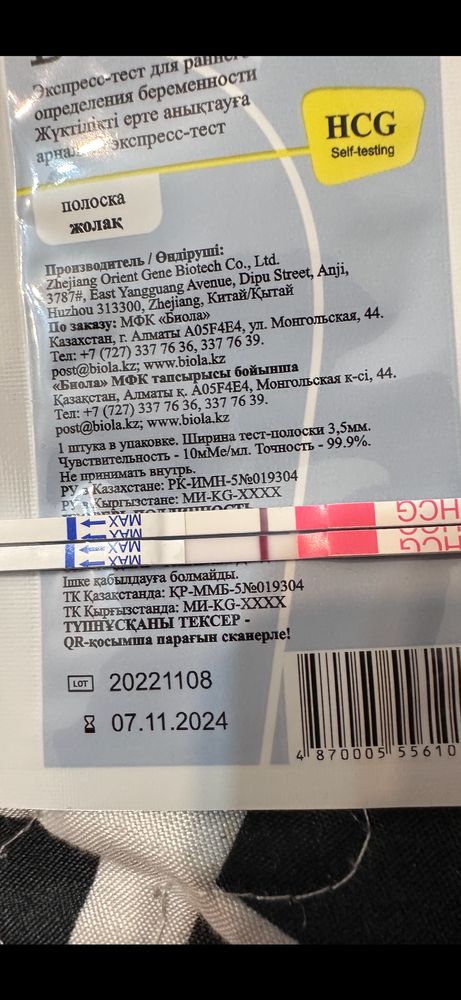 Экспресс-тест для раннего
определения беременности
Жүктілікті ерте анықтауға
экспресс-тест
HCG
Self-testing
полоска
жолақ
Производитель / Өндіруші:
Zhejiang Orient Gene Biotech Co., Ltd.
3787#, East Yangguang Avenue, Dipu Street, Anji,
Huzhou 313300, Zhejiang, Китай/Қытай
По заказу: МФК «Биола»
Казахстан, г. Алматы A05F4E4, ул. Монгольская, 44.
Тел: +7 (727) 337 76 36, 337 76 39.
post@biola.kz; www.biola.kz
«Биола» МФК тапсырысы бойынша
Қазақстан, Алматы қ. A05F4E4, Монгольская к-сі, 44.
Тел: +7 (727) 337 76 36, 337 76 39.
post@biola.kz; www.biola.kz
1 штука в упаковке. Ширина тест-полоски 3,5мм.
Чувствительность - 10мМе/мл. Точность - 99.9%.
Не принимать внутрь.
РУ в Казахстане: РК-ИМН-5№019304
РУ в Кыргызстане: МИ-KG-XXXX
MAX
HCG
MAX
HCG
Ішке қабылдауға болмайды.
ТК Қазақстанда: ҚР-ММБ-5№019304
ТК Қырғызстанда: МИ-KG-XXXX
ТҮПНҰСҚАНЫ ТЕКСЕР -
QR-қосымша парағын сканерле!
LOT 20221108
07.11.2024
4 870005 55610